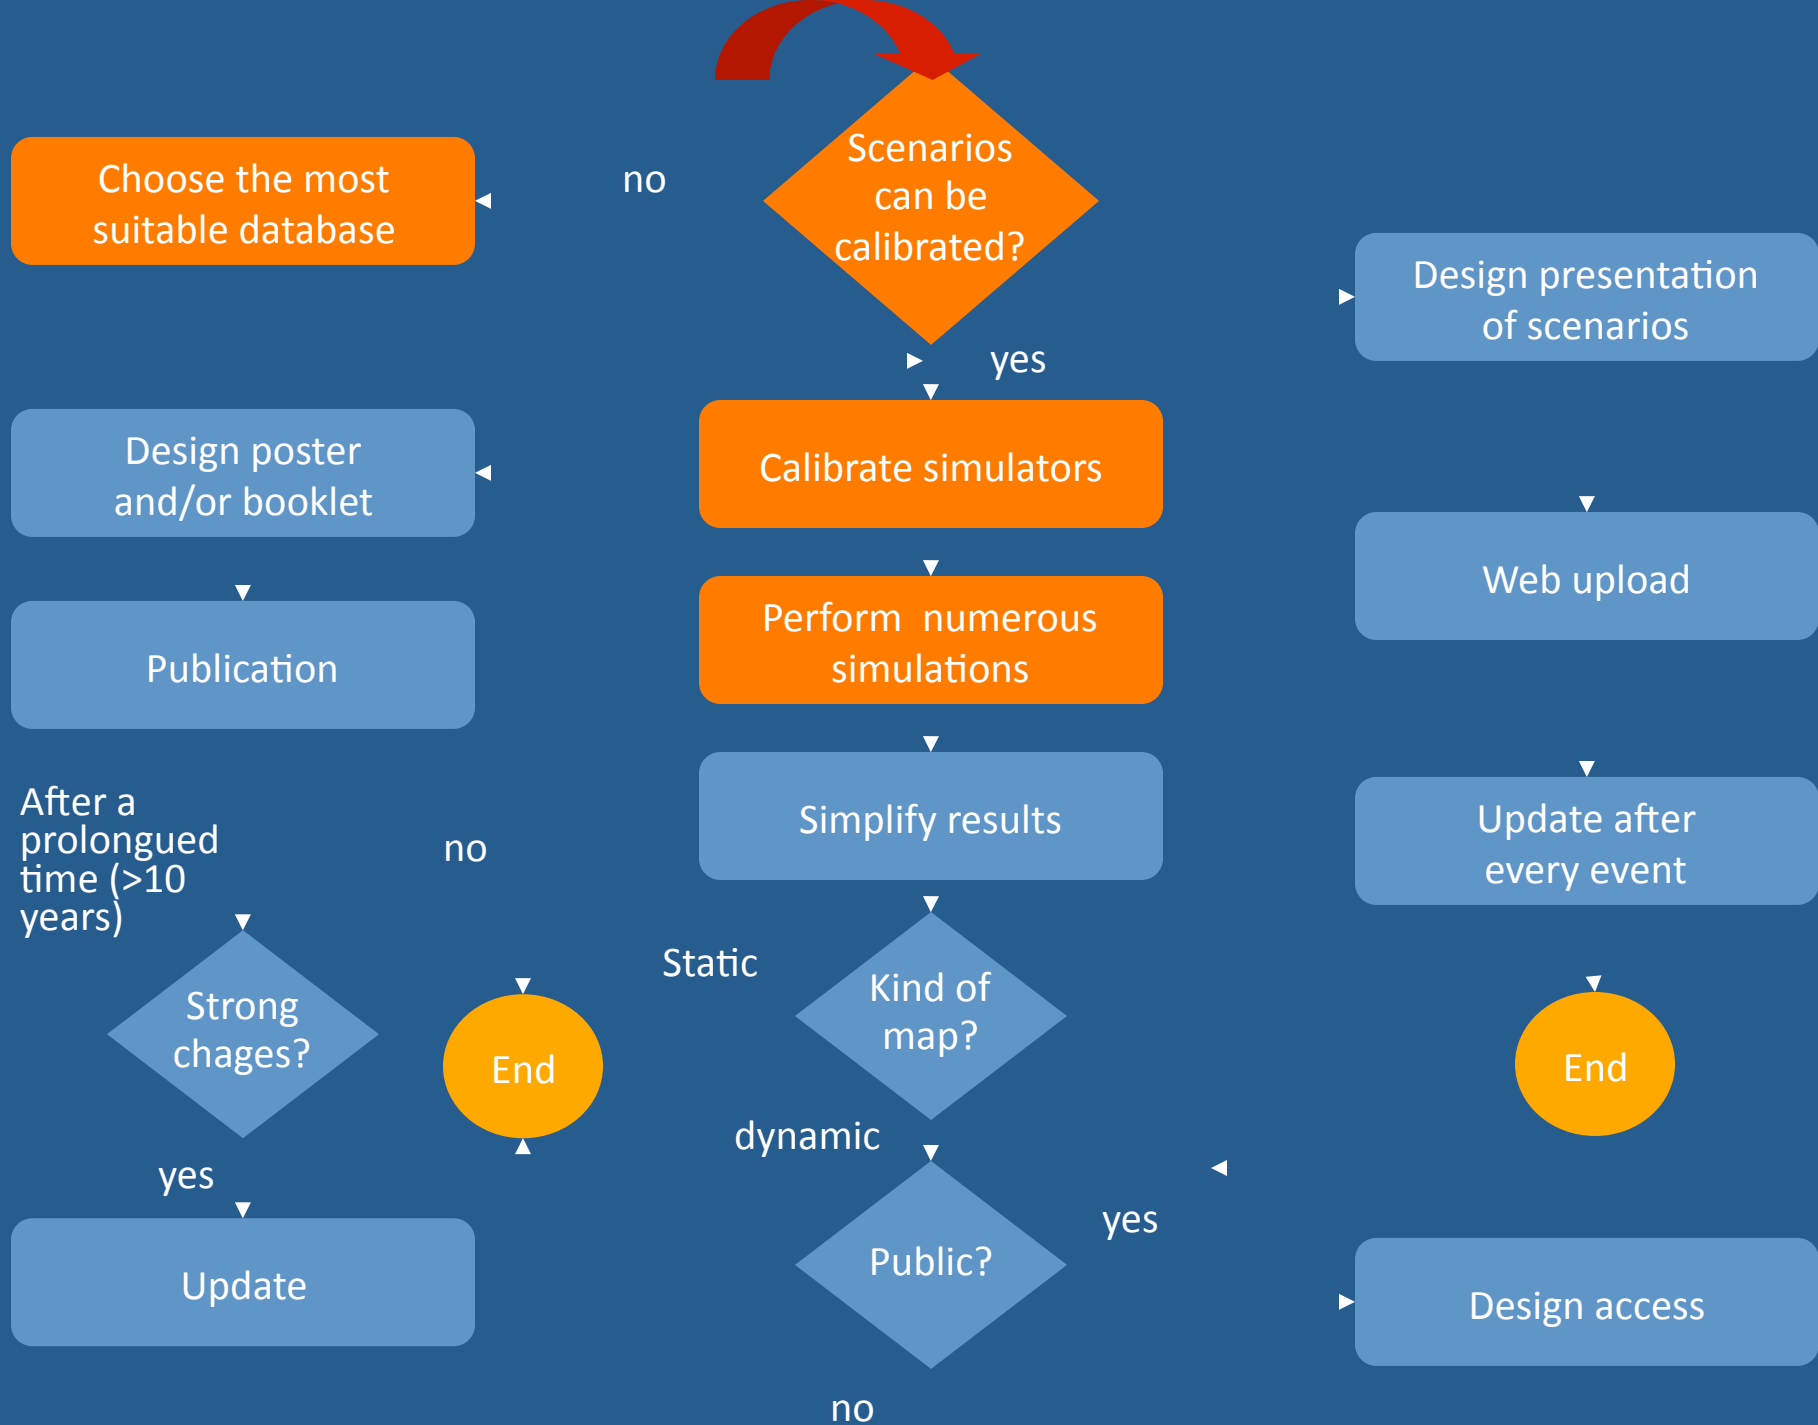 Scenarios
can be
calibrated?
no
Choose the most
suitable database
yes
Design presentation
of scenarios
Design poster
and/or booklet
Calibrate simulators
Web upload
Publication
Perform  numerous
simulations
After a
prolongued
time (>10
years)
no
Simplify results
Update after
every event
Static
Strong
chages?
End
Kind of
map?
End
dynamic
yes
yes
Update
Public?
Design access
no